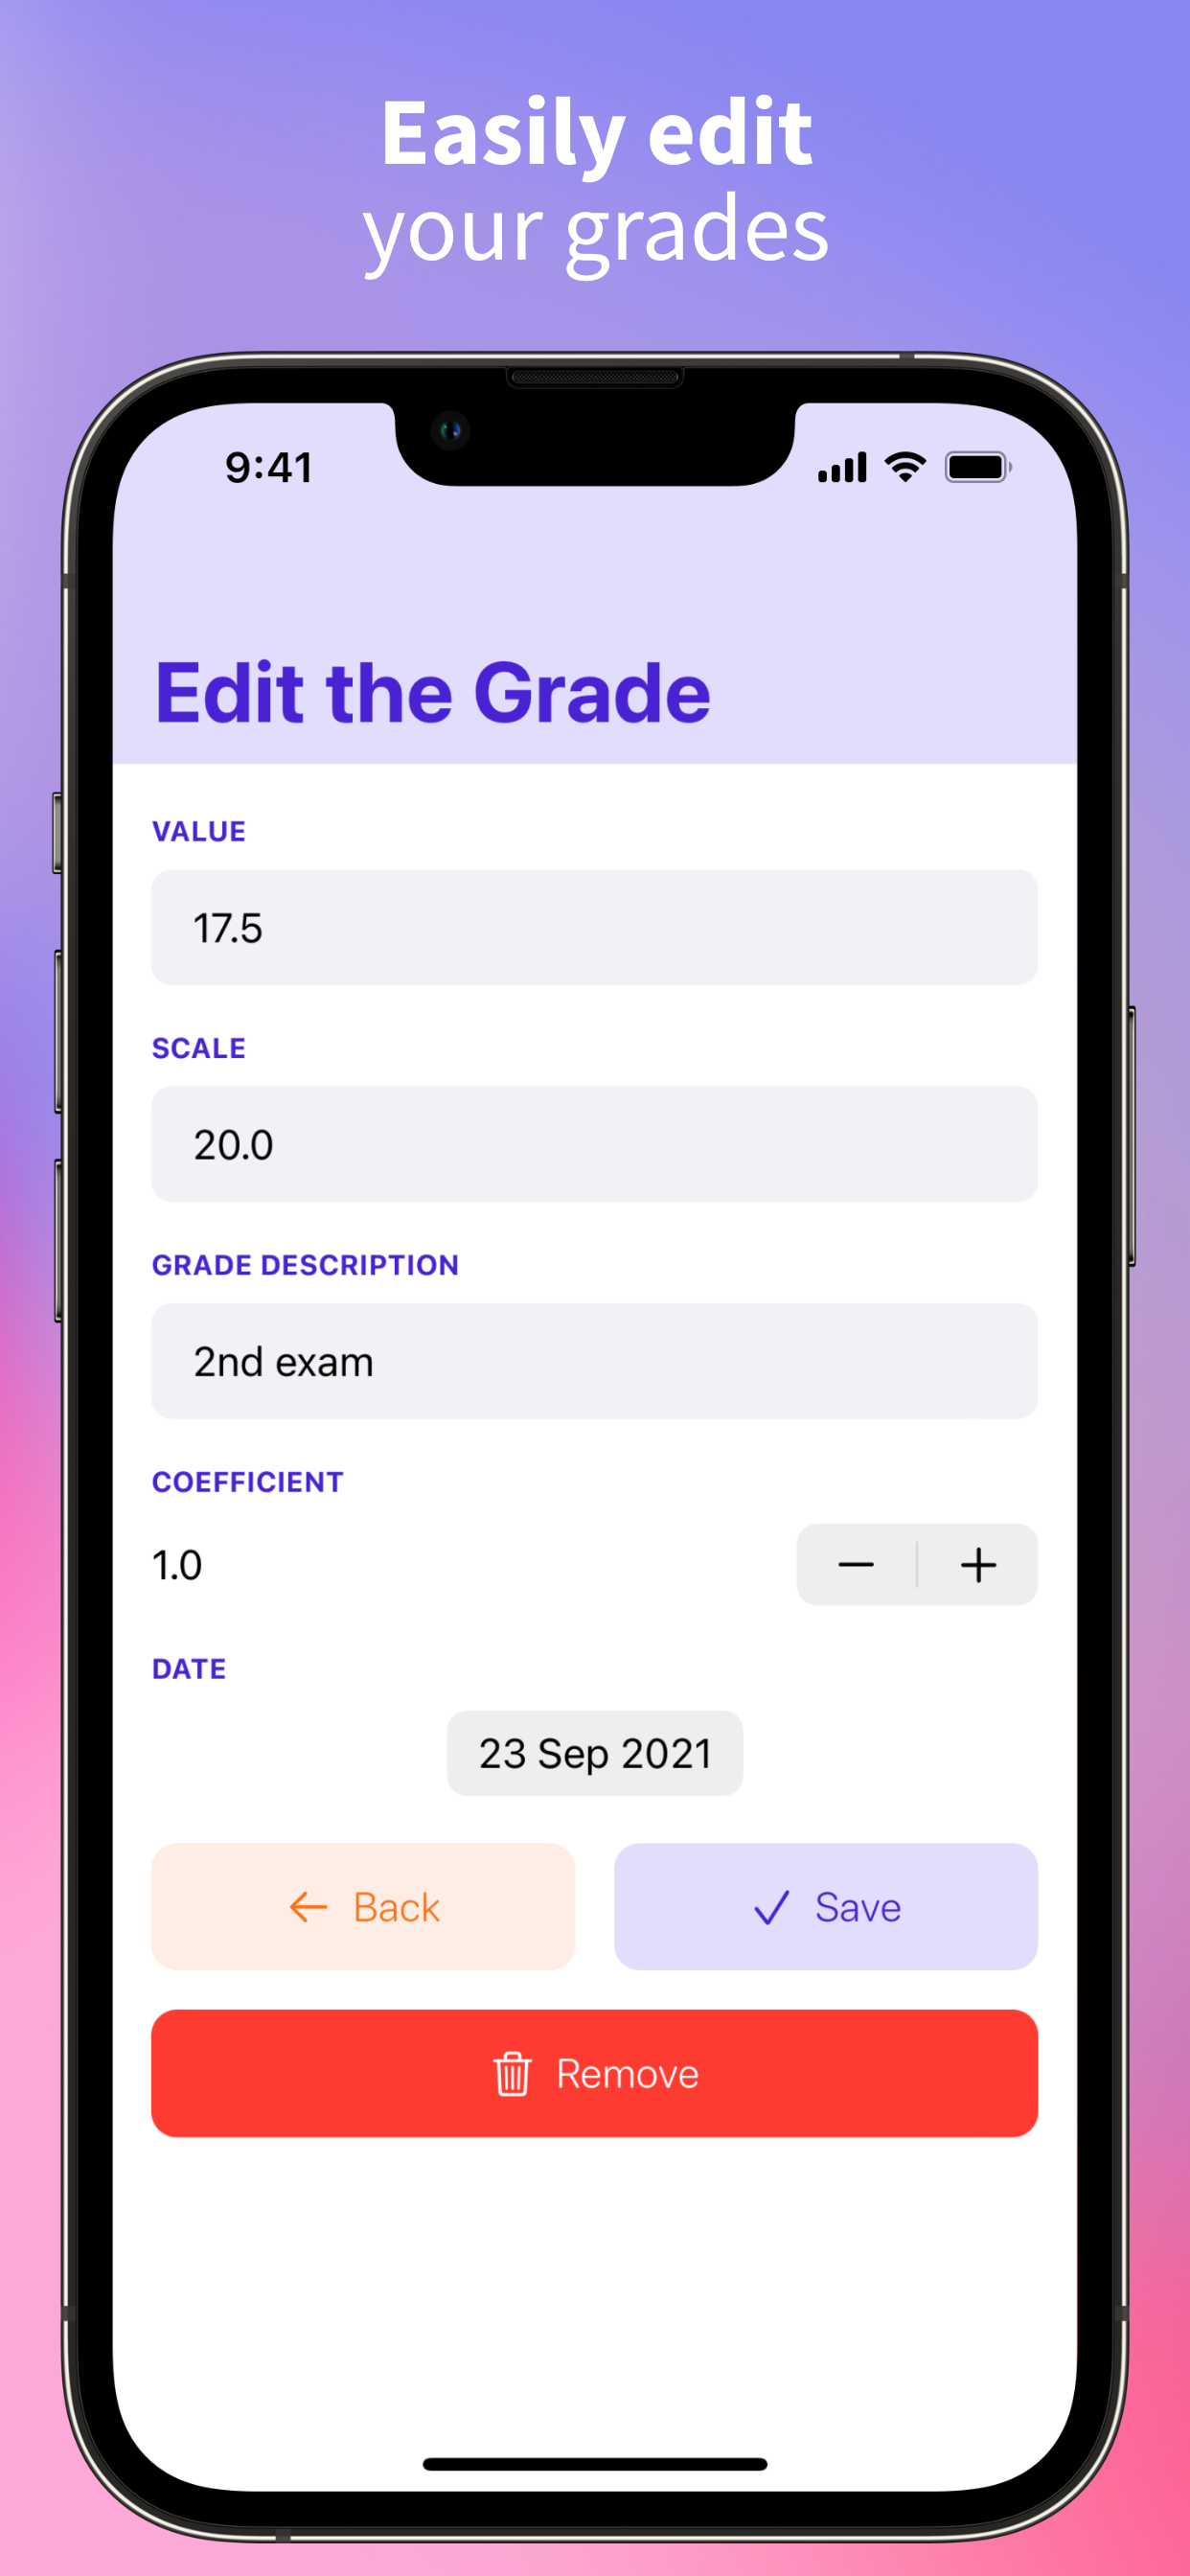 Easily edit
your grades
9:41
Edit the Grade
VALUE
17.5
SCALE
20.0
GRADE DESCRIPTION
2nd exam
COEFFICIENT
1.0
DATE
23 Sep 2021
Back
Save
Remove